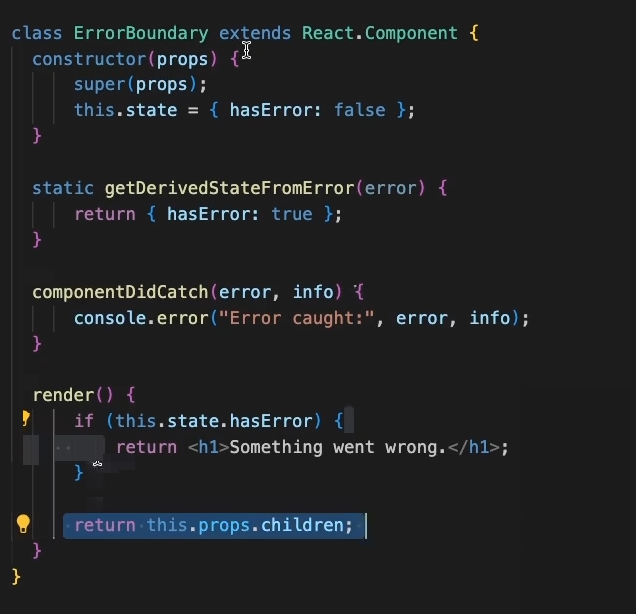 class ErrorBoundary extends React.Component {
constructor(props) {
super(props);
this.state = { hasError: false };
}
static getDerivedStateFromError(error) {
return { hasError: true };
}
componentDidCatch(error, info) {
console.error("Error caught:", error, info);
}
render() {
if (this.state.hasError) {
return <h1>Something went wrong.</h1>;
}
return this.props.children;
}
}